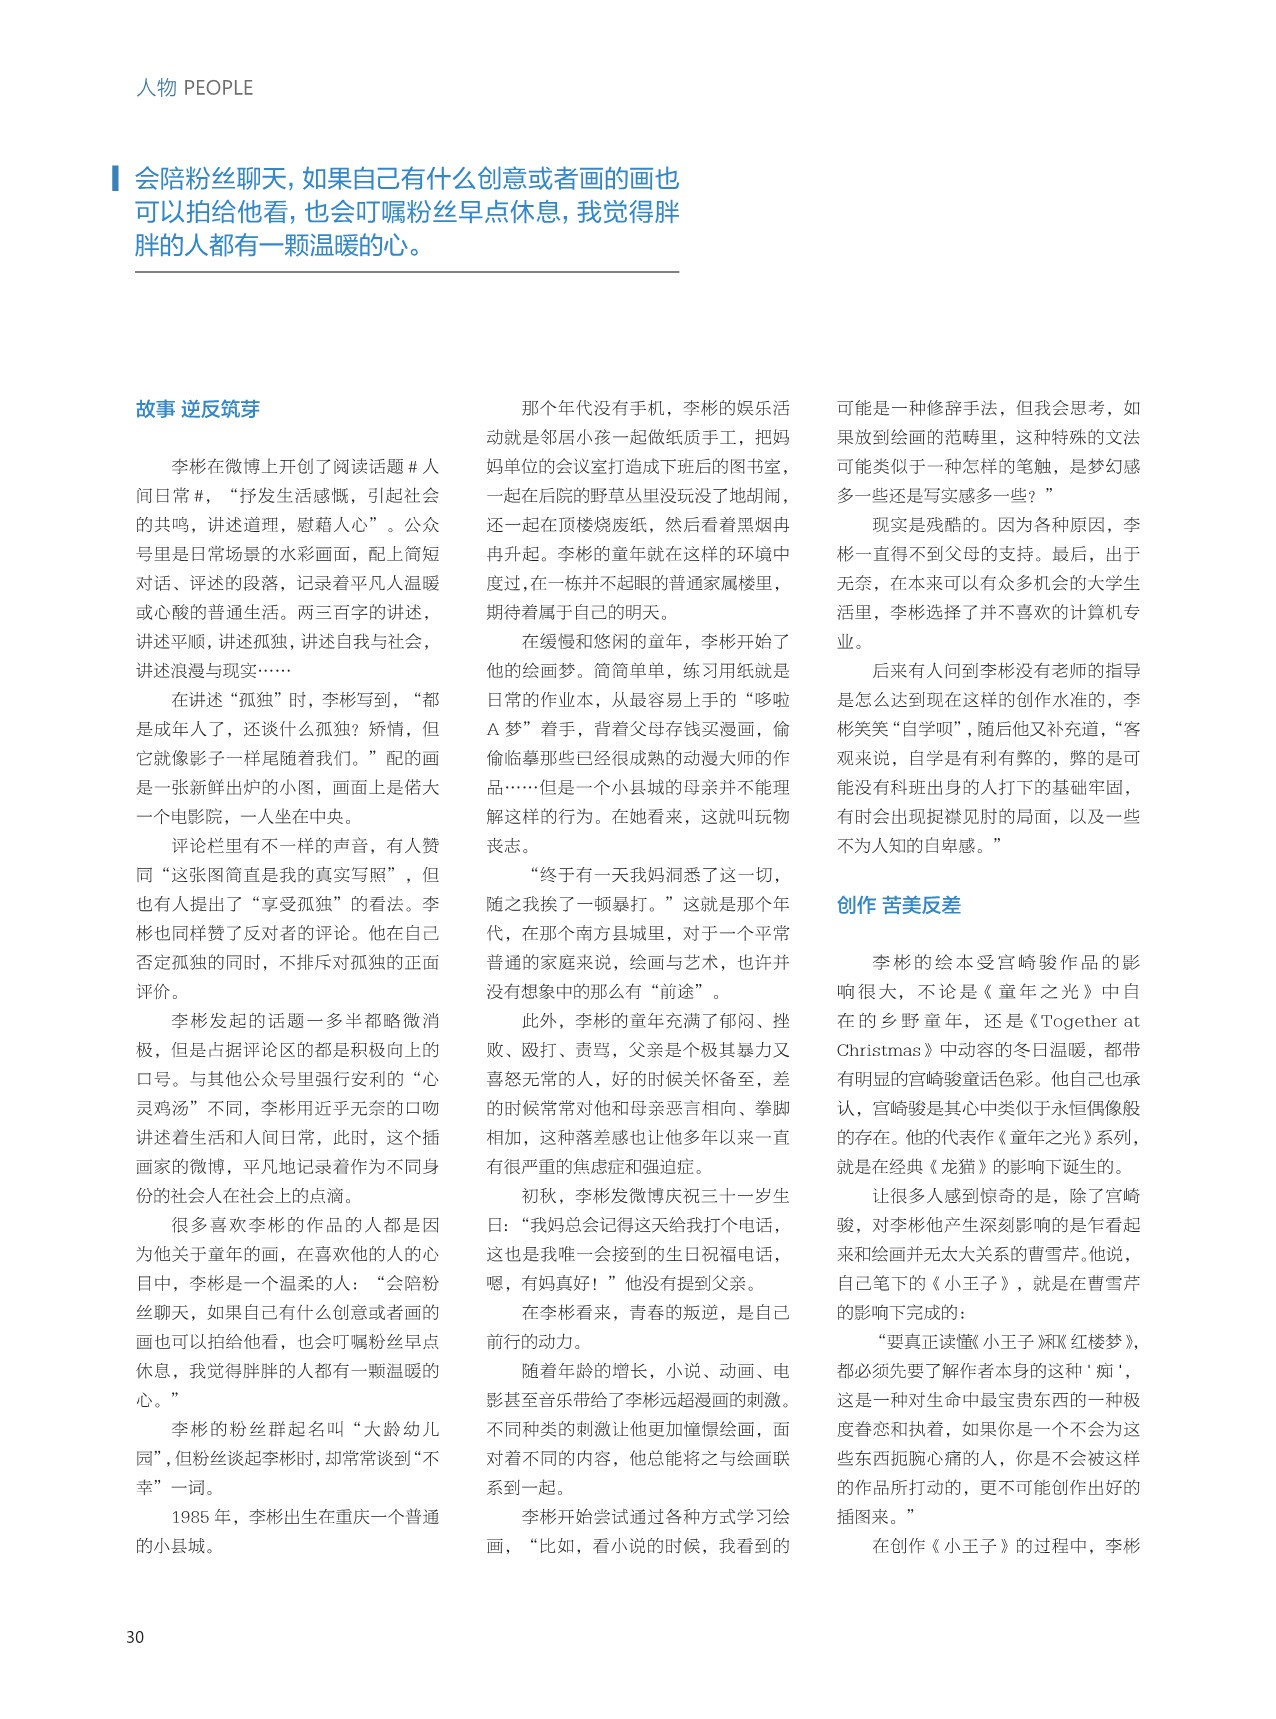 人物 PEOPLE
会陪粉丝聊天，如果自己有什么创意或者画的画也
可以拍给他看，也会叮嘱粉丝早点休息，我觉得胖
胖的人都有一颗温暖的心。
故事 逆反筑芽
李彬在微博上开创了阅读话题 # 人
间日常 #，“抒发生活感慨，引起社会
的共鸣，讲述道理，慰藉人心”。公众
号里是日常场景的水彩画面，配上简短
对话、评述的段落，记录着平凡人温暖
或心酸的普通生活。两三百字的讲述，
讲述平顺，讲述孤独，讲述自我与社会，
讲述浪漫与现实……
在讲述“孤独”时，李彬写到，“都
是成年人了，还谈什么孤独？矫情，但
它就像影子一样尾随着我们。”配的画
是一张新鲜出炉的小图，画面上是偌大
一个电影院，一人坐在中央。
评论栏里有不一样的声音，有人赞
同“这张图简直是我的真实写照”，但
也有人提出了“享受孤独”的看法。李
彬也同样赞了反对者的评论。他在自己
否定孤独的同时，不排斥对孤独的正面
评价。
李彬发起的话题一多半都略微消
极，但是占据评论区的都是积极向上的
口号。与其他公众号里强行安利的“心
灵鸡汤”不同，李彬用近乎无奈的口吻
讲述着生活和人间日常，此时，这个插
画家的微博，平凡地记录着作为不同身
份的社会人在社会上的点滴。
很多喜欢李彬的作品的人都是因
为他关于童年的画，在喜欢他的人的心
目中，李彬是一个温柔的人：“会陪粉
丝聊天，如果自己有什么创意或者画的
画也可以拍给他看，也会叮嘱粉丝早点
休息，我觉得胖胖的人都有一颗温暖的
心。”
李彬的粉丝群起名叫“大龄幼儿
园”，但粉丝谈起李彬时，却常常谈到“不
幸”一词。
1985 年，李彬出生在重庆一个普通
的小县城。
那个年代没有手机，李彬的娱乐活
动就是邻居小孩一起做纸质手工，把妈
妈单位的会议室打造成下班后的图书室，
一起在后院的野草丛里没玩没了地胡闹，
还一起在顶楼烧废纸，然后看着黑烟冉
冉升起。李彬的童年就在这样的环境中
度过，在一栋并不起眼的普通家属楼里，
期待着属于自己的明天。
在缓慢和悠闲的童年，李彬开始了
他的绘画梦。简简单单，练习用纸就是
日常的作业本，从最容易上手的“哆啦
A 梦”着手，背着父母存钱买漫画，偷
偷临摹那些已经很成熟的动漫大师的作
品……但是一个小县城的母亲并不能理
解这样的行为。在她看来，这就叫玩物
丧志。
“终于有一天我妈洞悉了这一切，
随之我挨了一顿暴打。”这就是那个年
代，在那个南方县城里，对于一个平常
普通的家庭来说，绘画与艺术，也许并
没有想象中的那么有“前途”。
此外，李彬的童年充满了郁闷、挫
败、殴打、责骂，父亲是个极其暴力又
喜怒无常的人，好的时候关怀备至，差
的时候常常对他和母亲恶言相向、拳脚
相加，这种落差感也让他多年以来一直
有很严重的焦虑症和强迫症。
初秋，李彬发微博庆祝三十一岁生
日：“我妈总会记得这天给我打个电话，
这也是我唯一会接到的生日祝福电话，
嗯，有妈真好！”他没有提到父亲。
在李彬看来，青春的叛逆，是自己
前行的动力。
随着年龄的增长，小说、动画、电
影甚至音乐带给了李彬远超漫画的刺激。
不同种类的刺激让他更加憧憬绘画，面
对着不同的内容，他总能将之与绘画联
系到一起。
李彬开始尝试通过各种方式学习绘
画，“比如，看小说的时候，我看到的
可能是一种修辞手法，但我会思考，如
果放到绘画的范畴里，这种特殊的文法
可能类似于一种怎样的笔触，是梦幻感
多一些还是写实感多一些？”
现实是残酷的。因为各种原因，李
彬一直得不到父母的支持。最后，出于
无奈，在本来可以有众多机会的大学生
活里，李彬选择了并不喜欢的计算机专
业。
后来有人问到李彬没有老师的指导
是怎么达到现在这样的创作水准的，李
彬笑笑“自学呗”，随后他又补充道，“客
观来说，自学是有利有弊的，弊的是可
能没有科班出身的人打下的基础牢固，
有时会出现捉襟见肘的局面，以及一些
不为人知的自卑感。”
创作 苦美反差
李彬的绘本受宫崎骏作品的影
响很大，不论是《童年之光》中自
在的乡野童年，还是《Together at
Christmas》中动容的冬日温暖，都带
有明显的宫崎骏童话色彩。他自己也承
认，宫崎骏是其心中类似于永恒偶像般
的存在。他的代表作《童年之光》系列，
就是在经典《龙猫》的影响下诞生的。
让很多人感到惊奇的是，除了宫崎
骏，对李彬他产生深刻影响的是乍看起
来和绘画并无太大关系的曹雪芹。他说，
自己笔下的《小王子》，就是在曹雪芹
的影响下完成的：
“要真正读懂《小王子》和《红楼梦》，
都必须先要了解作者本身的这种 ' 痴 '，
这是一种对生命中最宝贵东西的一种极
度眷恋和执着，如果你是一个不会为这
些东西扼腕心痛的人，你是不会被这样
的作品所打动的，更不可能创作出好的
插图来。”
在创作《小王子》的过程中，李彬
30